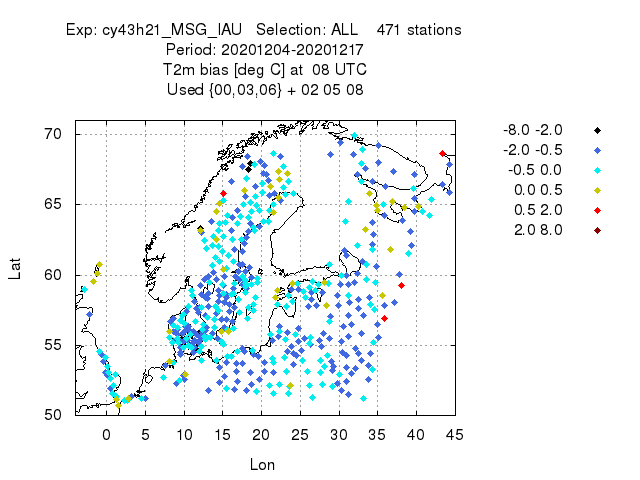 Exp: cy43h21_MSG_IAU   Selection: ALL    471 stations
Period: 20201204-20201217
T2m bias [deg C] at  08 UTC
Used {00,03,06} + 02 05 08
70
65
60
55
50
0 5 10 15 20 25 30 35 40 45
Lat
Lon
-8.0 -2.0
-2.0 -0.5
-0.5 0.0
0.0 0.5
0.5 2.0
2.0 8.0